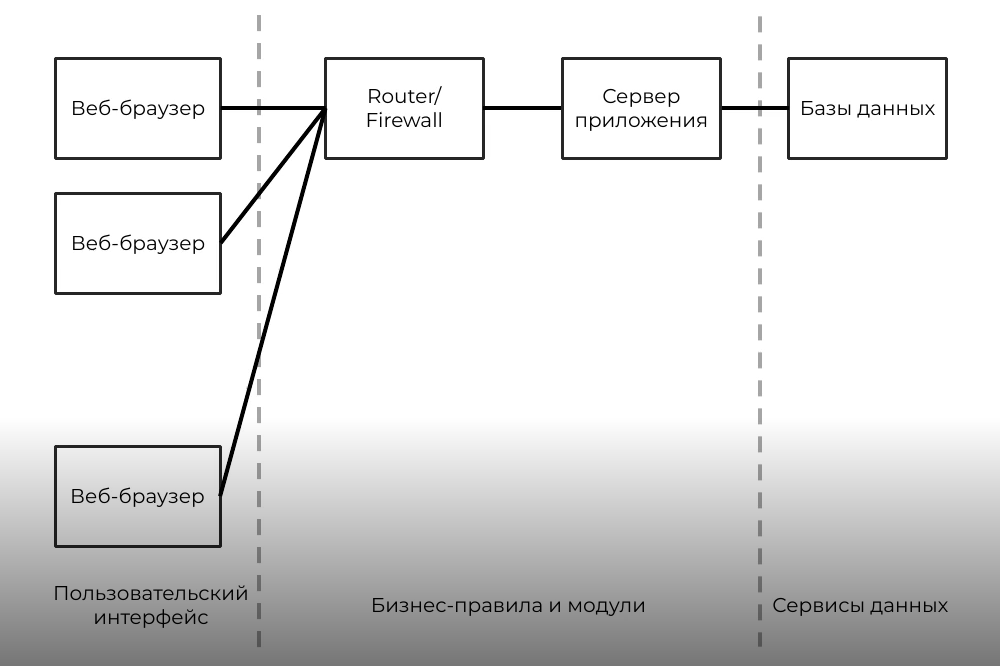 Веб-браузер
Router/
Firewall
Сервер
приложения
Базы данных
Веб-браузер
Веб-браузер
Пользовательский
интерфейс
Бизнес-правила и модули
Сервисы данных